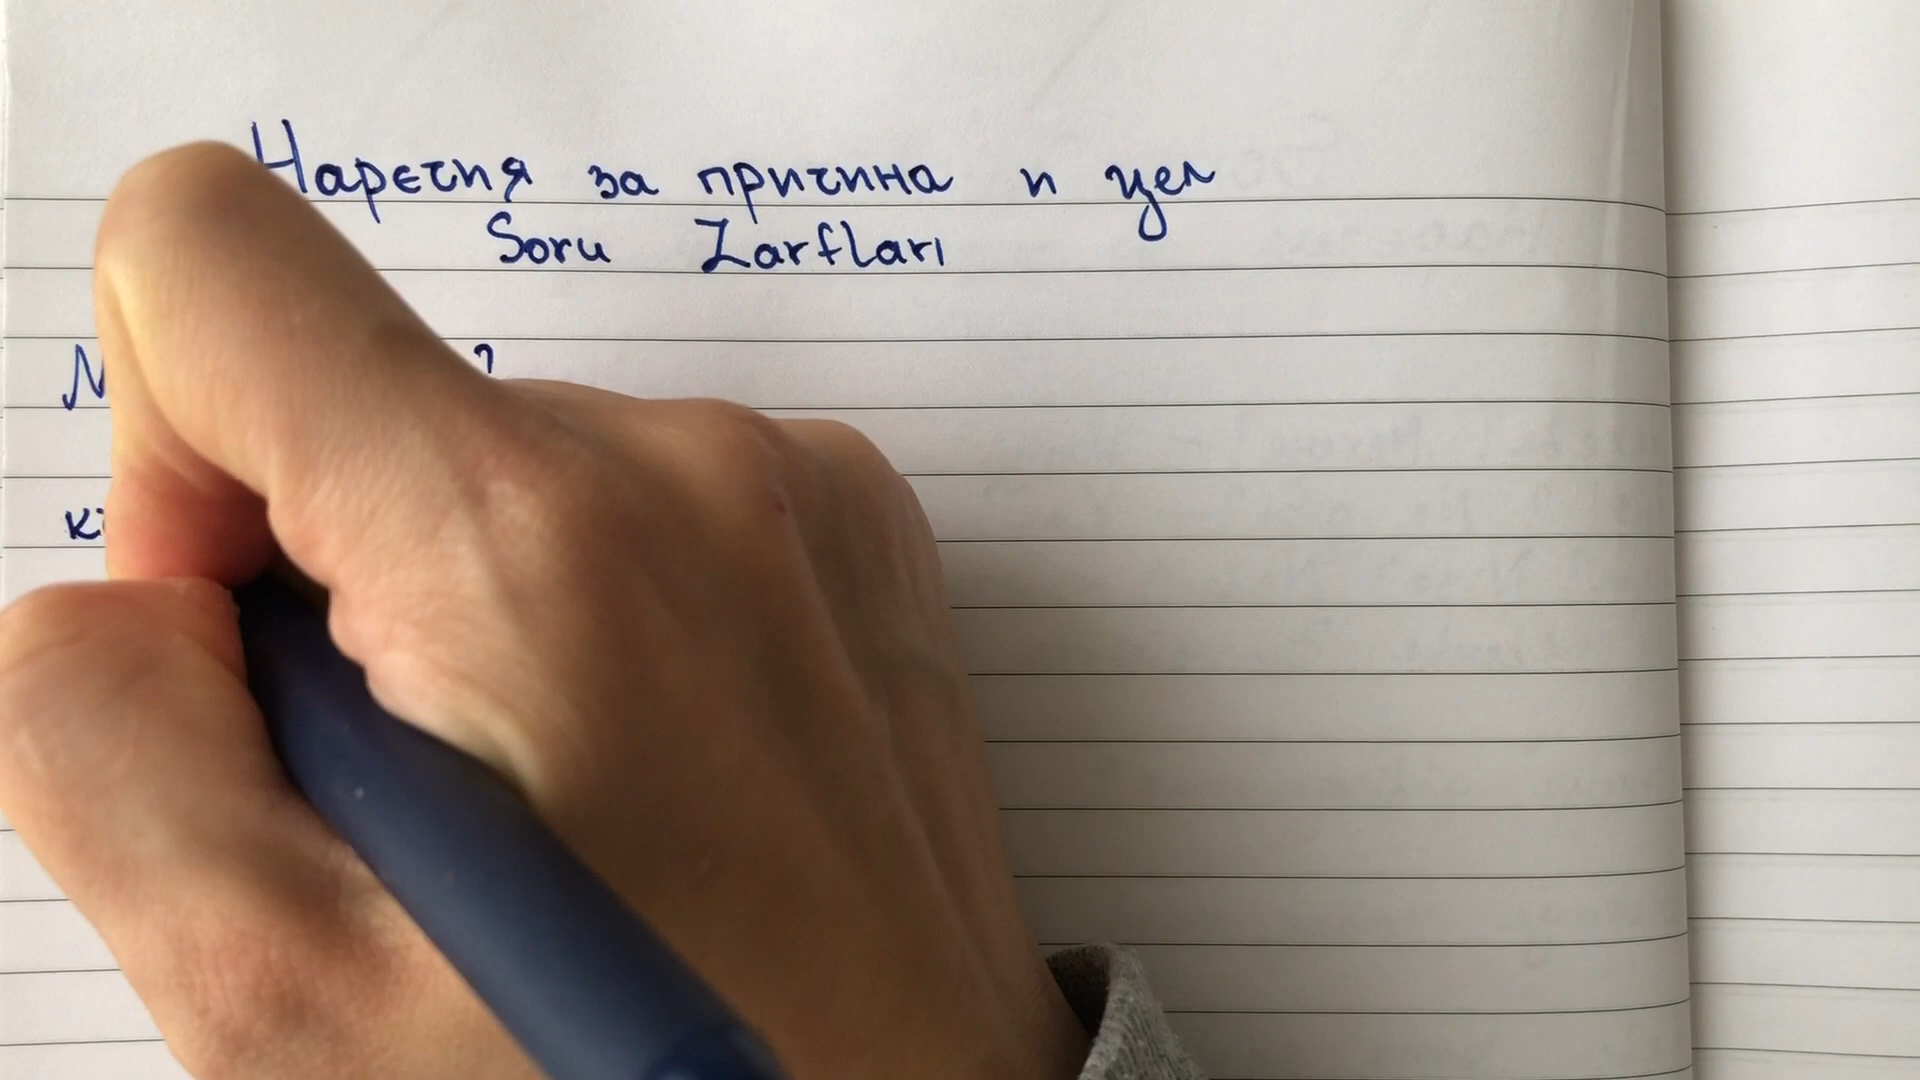 Наречия за причина и цел
Soru Zarfları